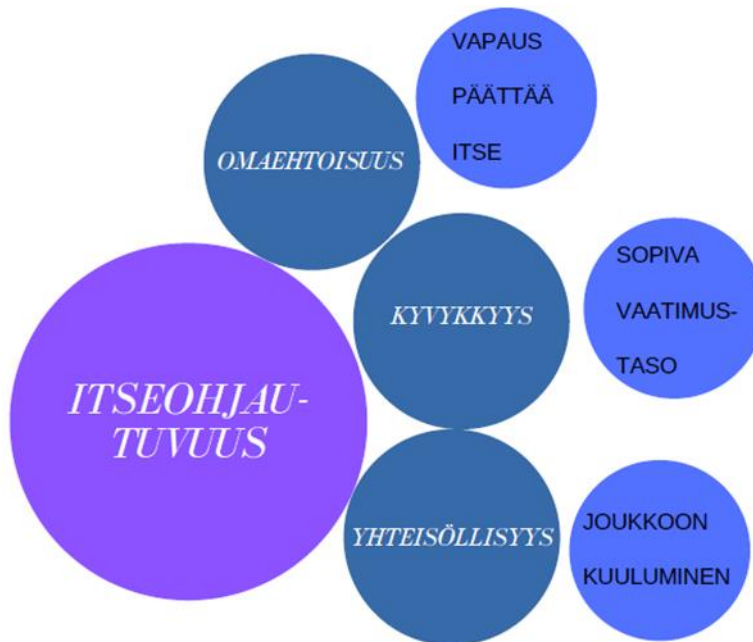 VAPAUS
PÄÄTTÄÄ
ITSE
OMAEHTOISUUS
SOPIVA
VAATIMUS-
TASO
KYVYKKYYS
ITSEOHJAU-
TUVUUS
JOUKKOON
KUULUMINEN
YHTEISÖLLISYYS